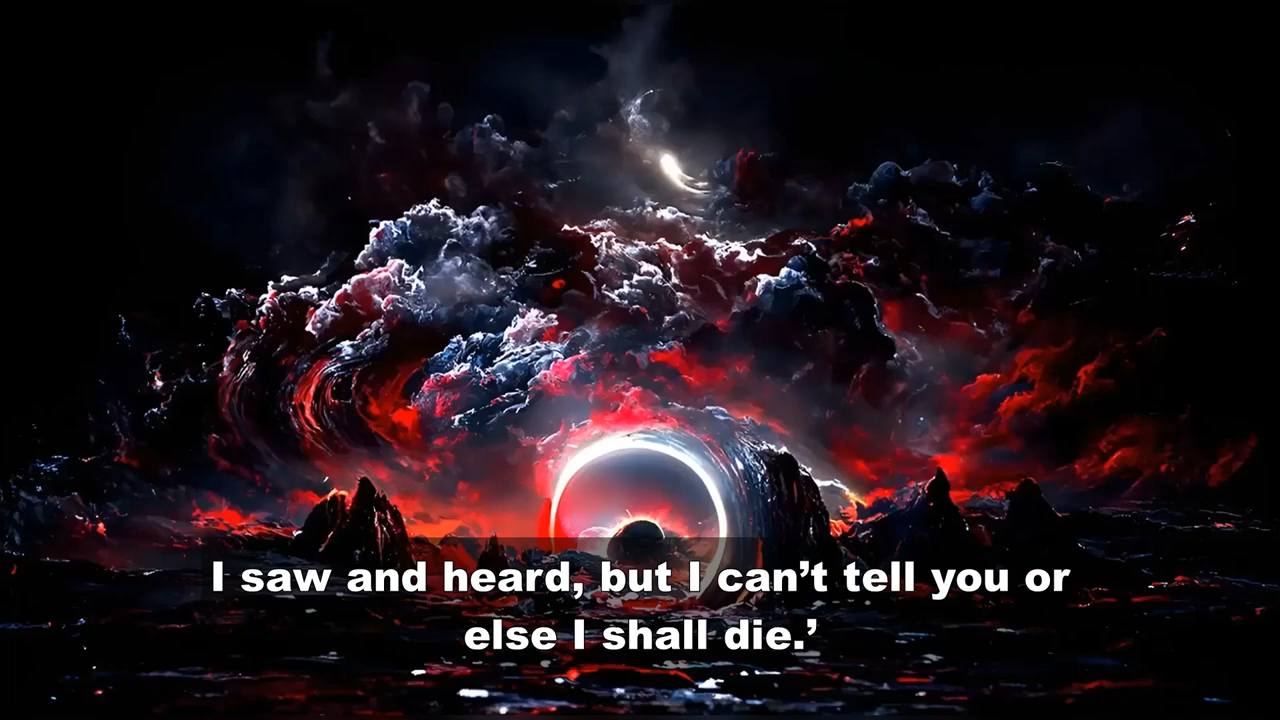 I saw and heard, but I can’t tell you or
else I shall die.’